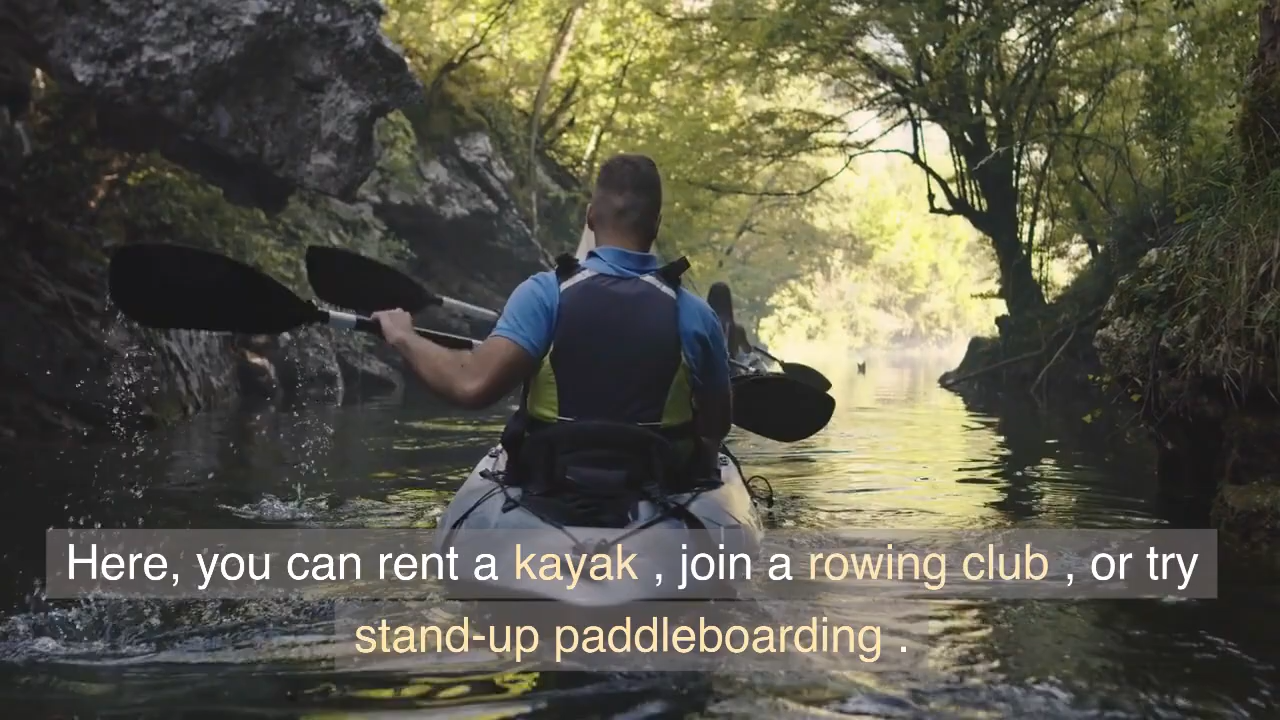 Here, you can rent a kayak , join a rowing club , or try
stand-up paddleboarding .